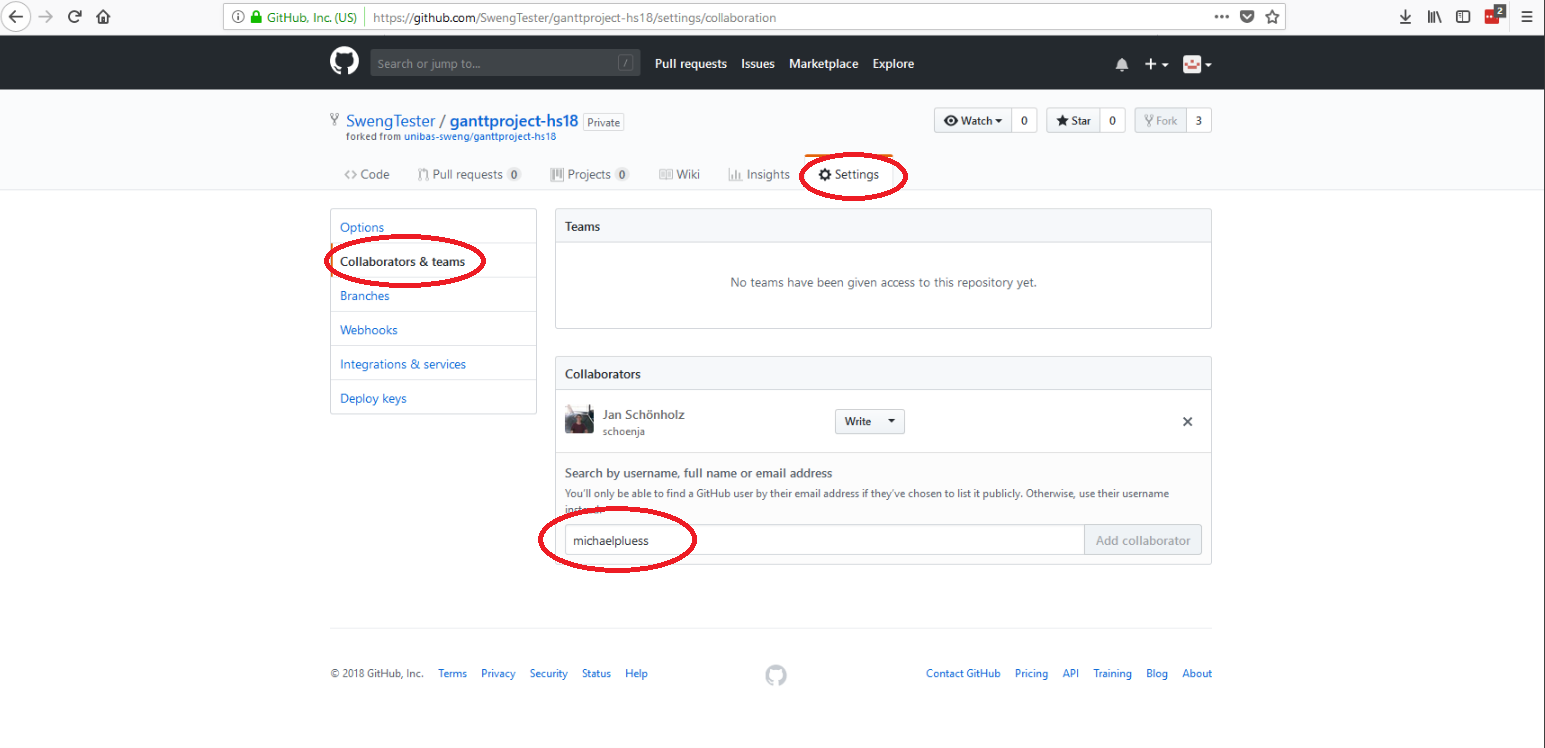 GitHub, Inc. (US) https://github.com/SwengTester/ganttproject-hs18/settings/collaboration 2
Search or jump to... / Pull requests Issues Marketplace Explore
SwengTester / ganttproject-hs18 Private Watch 0 Star 0 Fork 3
forked from unibas-sweng/ganttproject-hs18
Code Pull requests 0 Projects 0 Wiki Insights Settings
Options
Collaborators & teams
Branches
Webhooks
Integrations & services
Deploy keys
Teams
No teams have been given access to this repository yet.
Collaborators
Jan Schönholz
schoenja
Write
Search by username, full name or email address
You'll only be able to find a GitHub user by their email address if they've chosen to list it publicly. Otherwise, use their username
michaelpluess Add collaborator
© 2018 GitHub, Inc. Terms Privacy Security Status Help Contact GitHub Pricing API Training Blog About